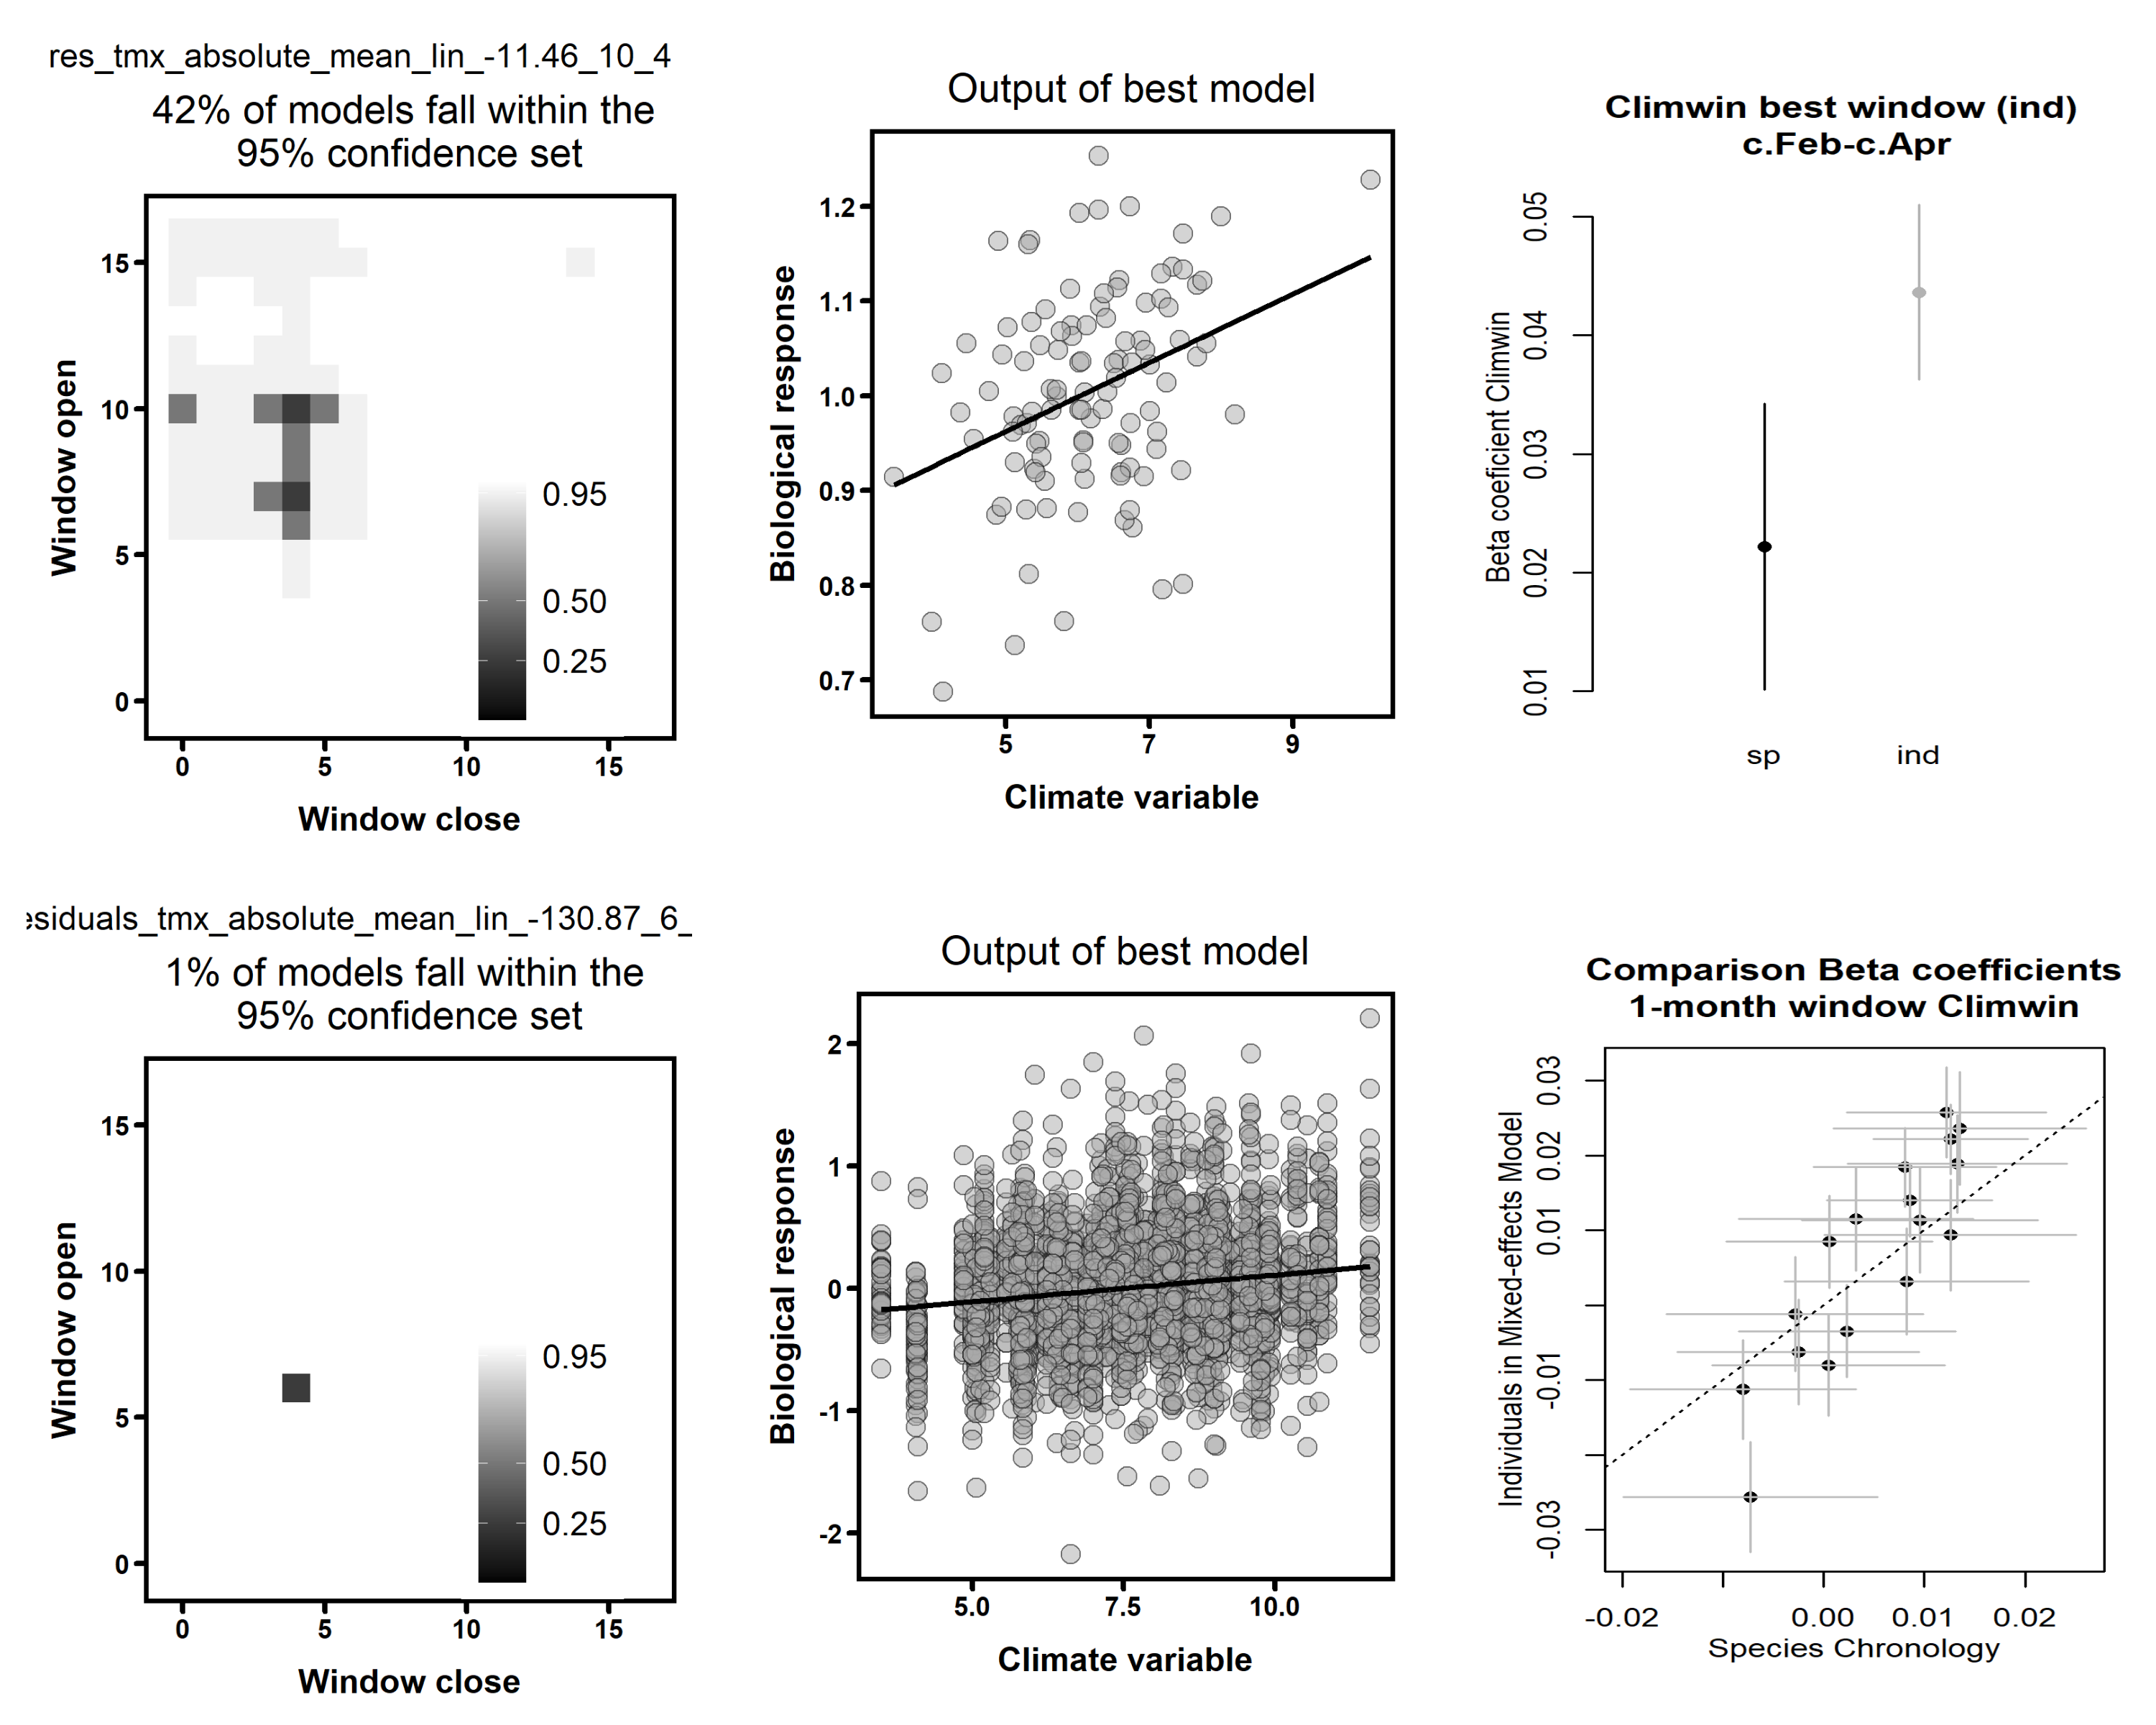 res_tmx_absolute_mean_lin_-11.46_10_4
42% of models fall within the
95% confidence set
Window open
15
10
5
0
0.95
0.50
0.25
0 5 10 15
Window close
Output of best model
Biological response
1.2
1.1
1.0
0.9
0.8
0.7
5 7 9
Climate variable
Climwin best window (ind)
c.Feb-c.Apr
Beta coeficient Climwin
0.05
0.04
0.03
0.02
0.01
sp ind
esiduals_tmx_absolute_mean_lin_-130.87_6_
1% of models fall within the
95% confidence set
Window open
15
10
5
0
0.95
0.50
0.25
0 5 10 15
Window close
Output of best model
Biological response
2
1
0
-1
-2
5.0 7.5 10.0
Climate variable
Comparison Beta coefficients
1-month window Climwin
Individuals in Mixed-effects Model
0.03
0.02
0.01
-0.01
-0.03
-0.02 0.00 0.01 0.02
Species Chronology